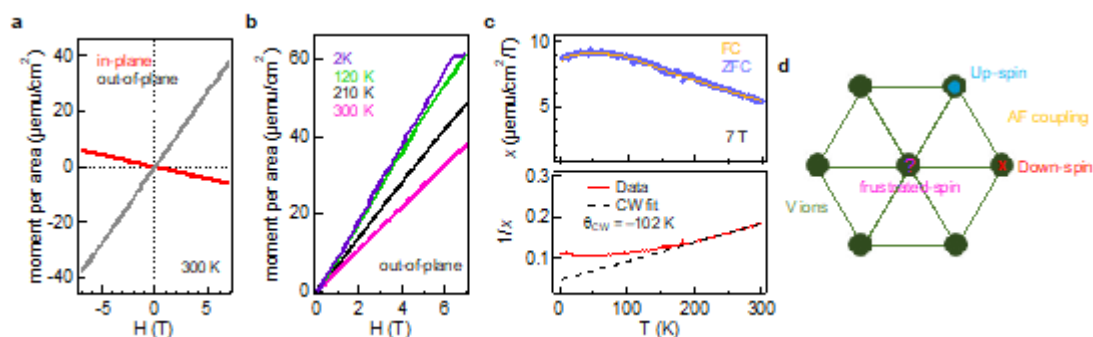 a
moment per area (μemu/cm²)
40
20
0
-20
-40
in-plane
out-of-plane
300 K
-5
0
5
H (T)
b
moment per area (μemu/cm²)
60
40
20
0
2K
120 K
210 K
300 K
out-of-plane
0
2
4
6
H (T)
c
x (μemu/cm²/T)
10
5
FC
ZFC
7 T
1/x
0.3
0.2
0.1
Data
CW fit
θCW = –102 K
0
100
200
300
T (K)
d
Up-spin
AF coupling
?
x
Down-spin
frustrated-spin
V ions